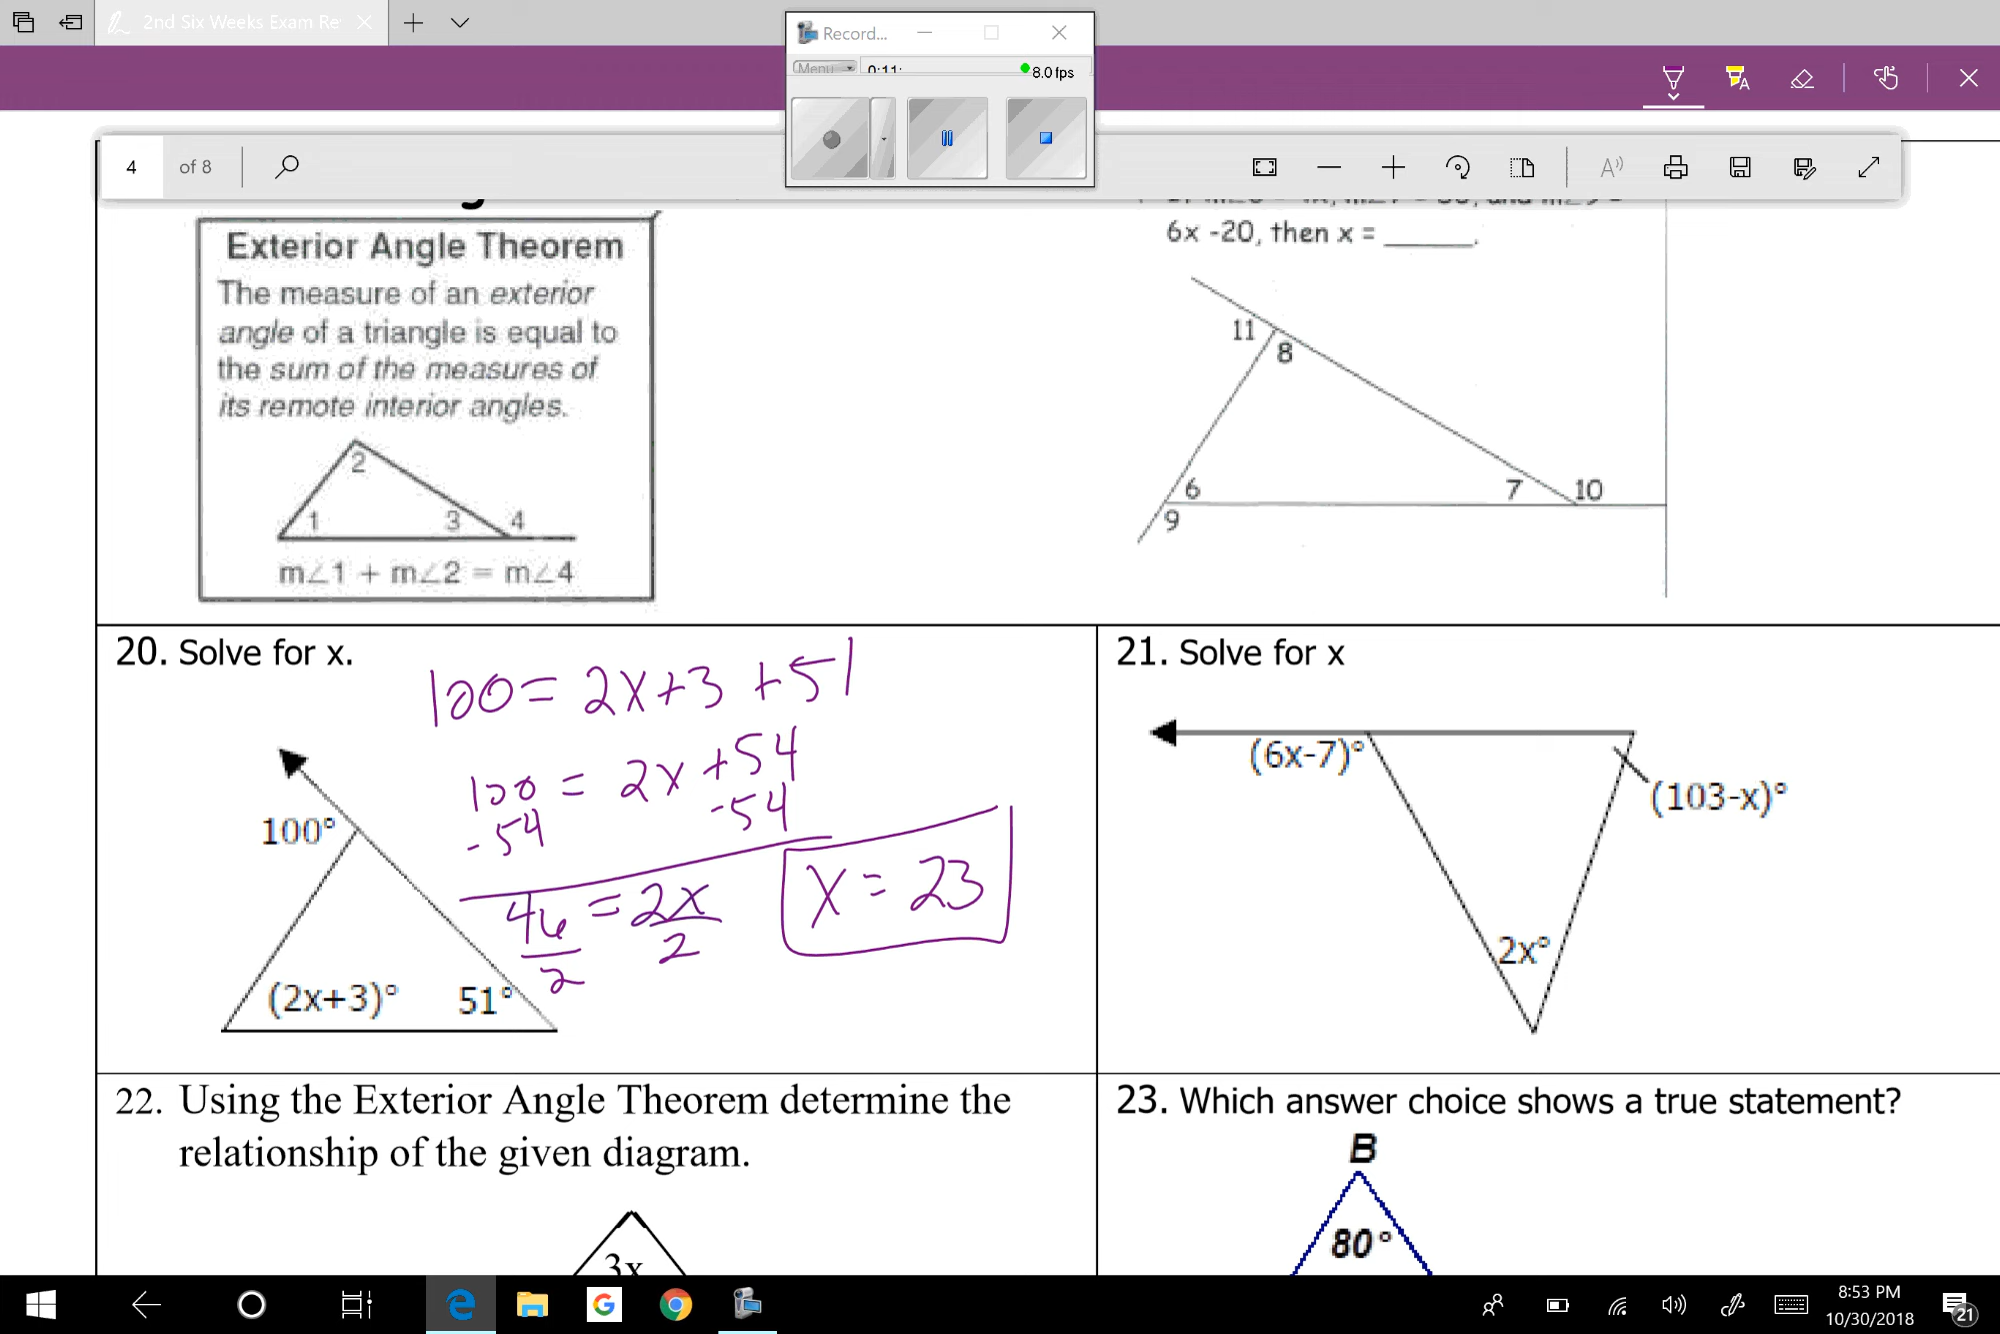 2nd Six Weeks Exam Re
Record...
Menu
0:11:
8.0 fps
4 of 8
6x -20, then x = ______.
Exterior Angle Theorem
The measure of an exterior
angle of a triangle is equal to
the sum of the measures of
its remote interior angles.
2
1 3 4
m∠1 + m∠2 = m∠4
11
8
6
7 10
9
20. Solve for x.
100 = 2x+3 +51
100 = 2x +54
-54 -54
46 = 2x
2 2
x = 23
100°
(2x+3)° 51°
21. Solve for x
(6x-7)°
(103-x)°
2x°
22. Using the Exterior Angle Theorem determine the
relationship of the given diagram.
3x
23. Which answer choice shows a true statement?
B
80°
8:53 PM
10/30/2018
21